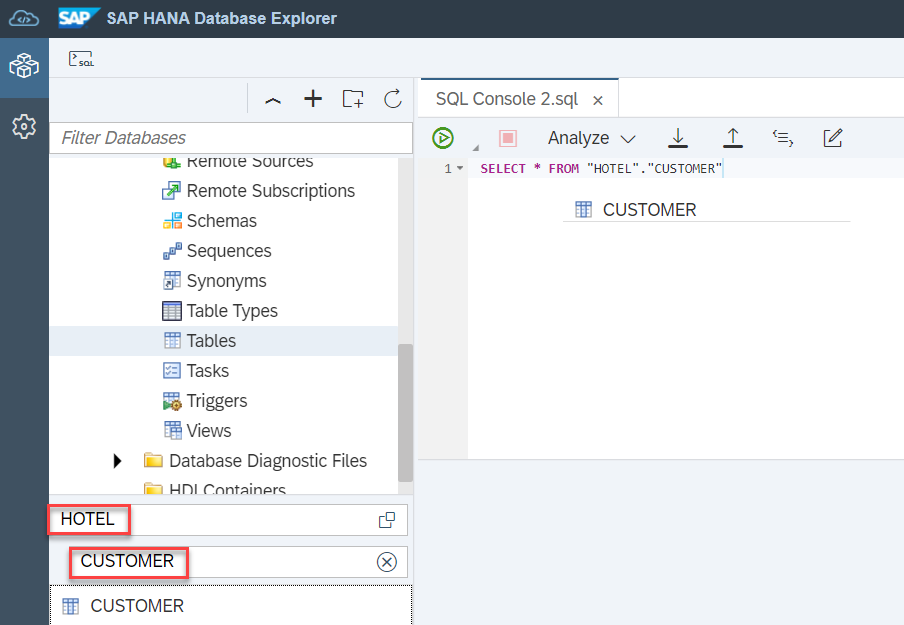 SAP SAP HANA Database Explorer
SQL
SQL Console 2.sql
Filter Databases
Analyze
Remote Sources
Remote Subscriptions
Schemas
Sequences
Synonyms
Table Types
Tables
Tasks
Triggers
Views
Database Diagnostic Files
HDI Containers
1 SELECT * FROM "HOTEL"."CUSTOMER"
CUSTOMER
HOTEL
CUSTOMER
CUSTOMER